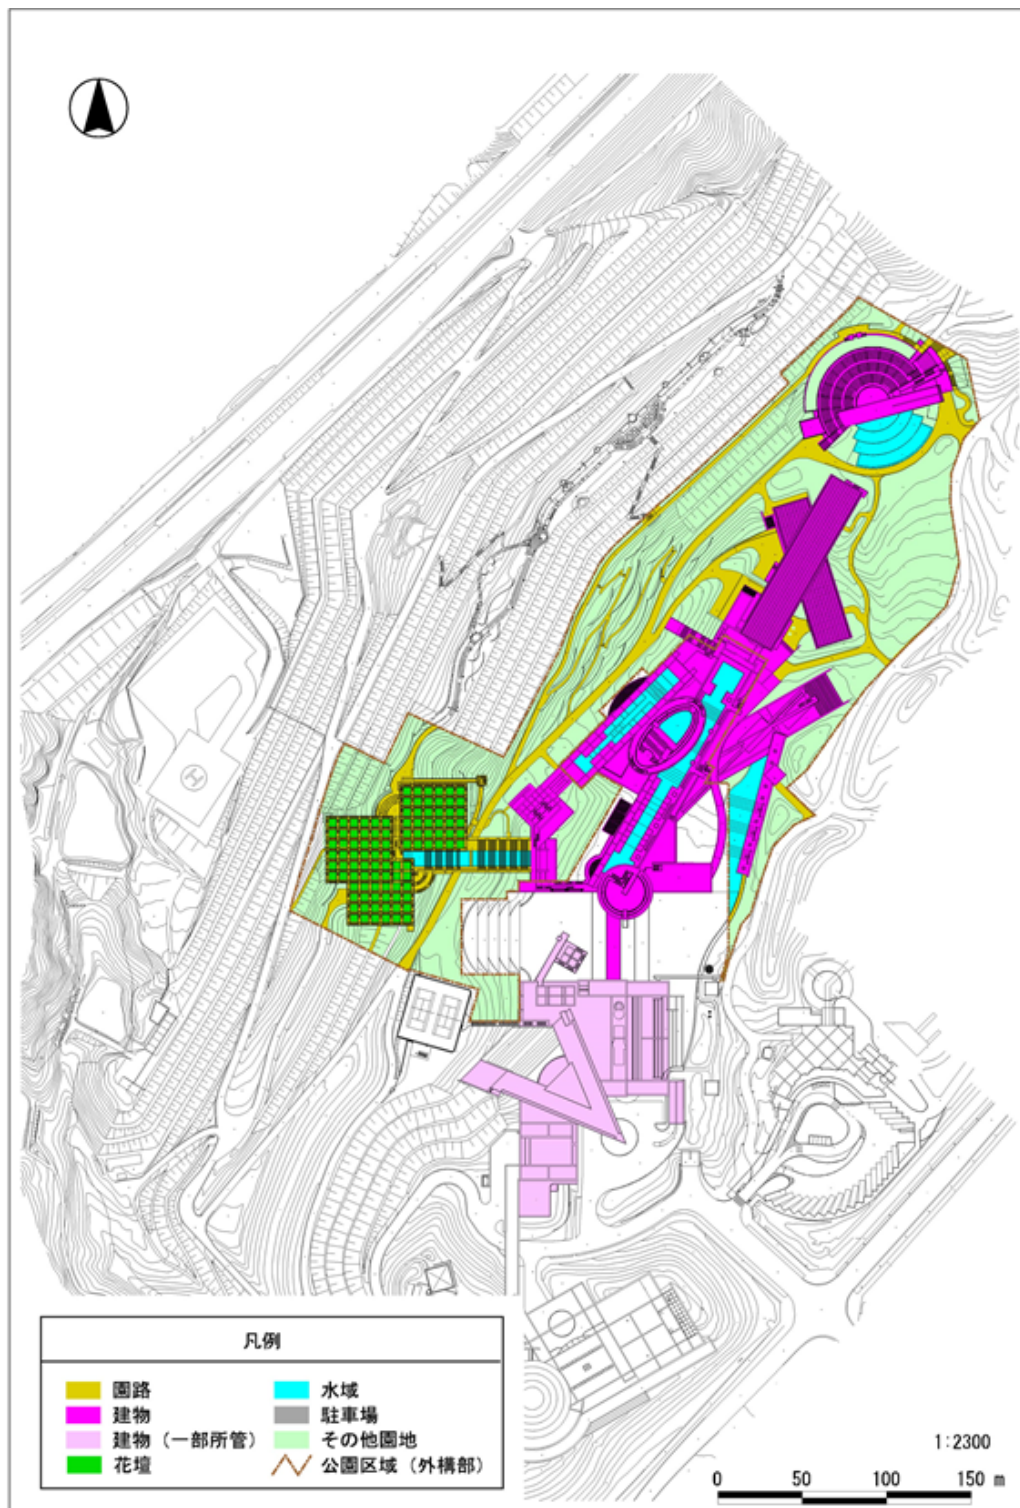 H
凡例
園路
水域
建物
駐車場
建物（一部所管）
その他園地
花壇
公園区域（外構部）
1:2300
0 50 100 150 m